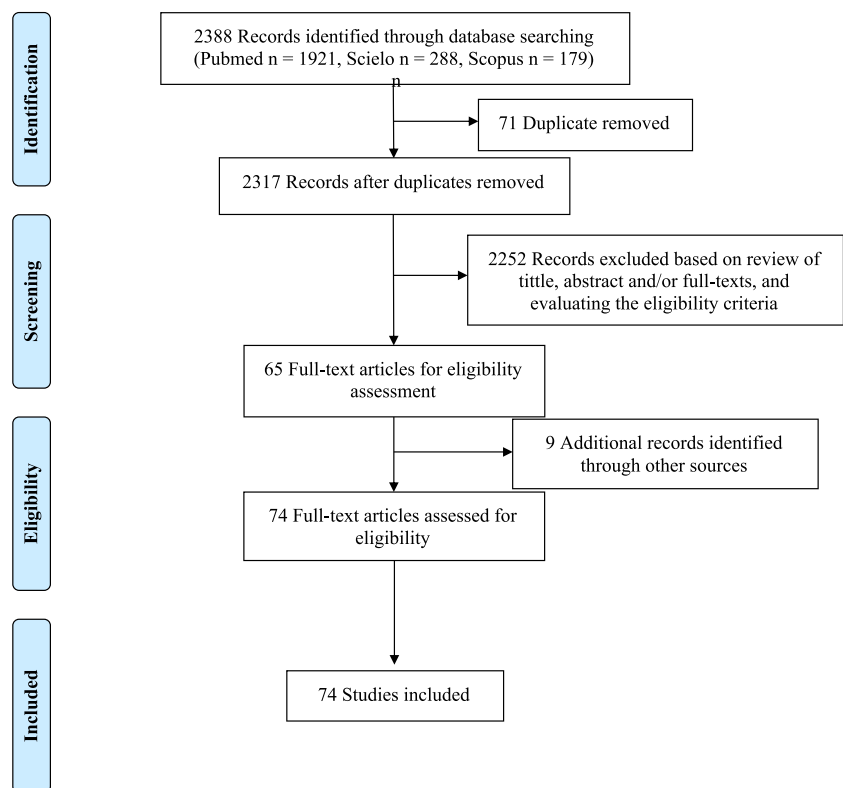 Identification
2388 Records identified through database searching
(Pubmed n = 1921, Scielo n = 288, Scopus n = 179)
n
71 Duplicate removed
2317 Records after duplicates removed
Screening
2252 Records excluded based on review of
tittle, abstract and/or full-texts, and
evaluating the eligibility criteria
65 Full-text articles for eligibility
assessment
Eligibility
9 Additional records identified
through other sources
74 Full-text articles assessed for
eligibility
Included
74 Studies included